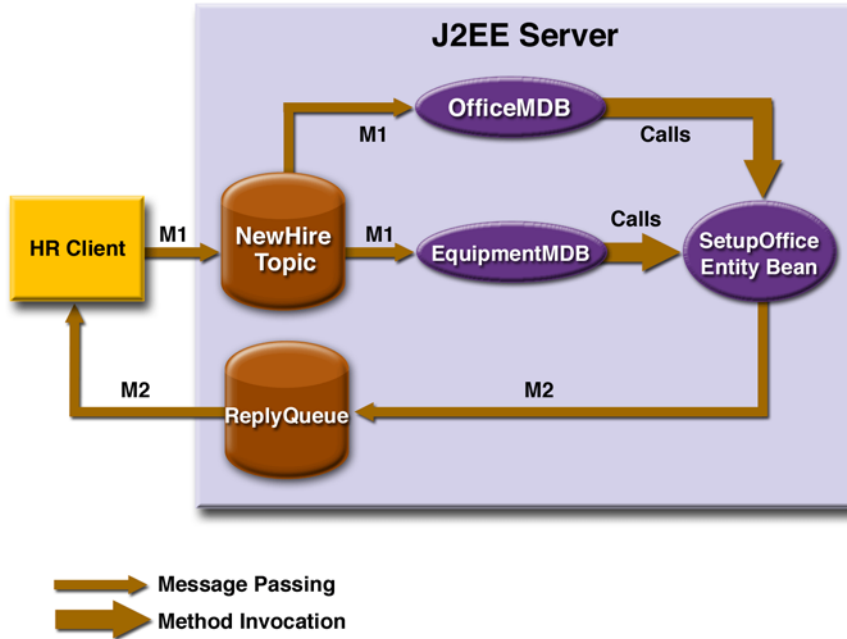 J2EE Server
OfficeMDB
M1
Calls
HR Client
M1
NewHire
Topic
M1
EquipmentMDB
Calls
SetupOffice
Entity Bean
M2
ReplyQueue
M2
Message Passing
Method Invocation